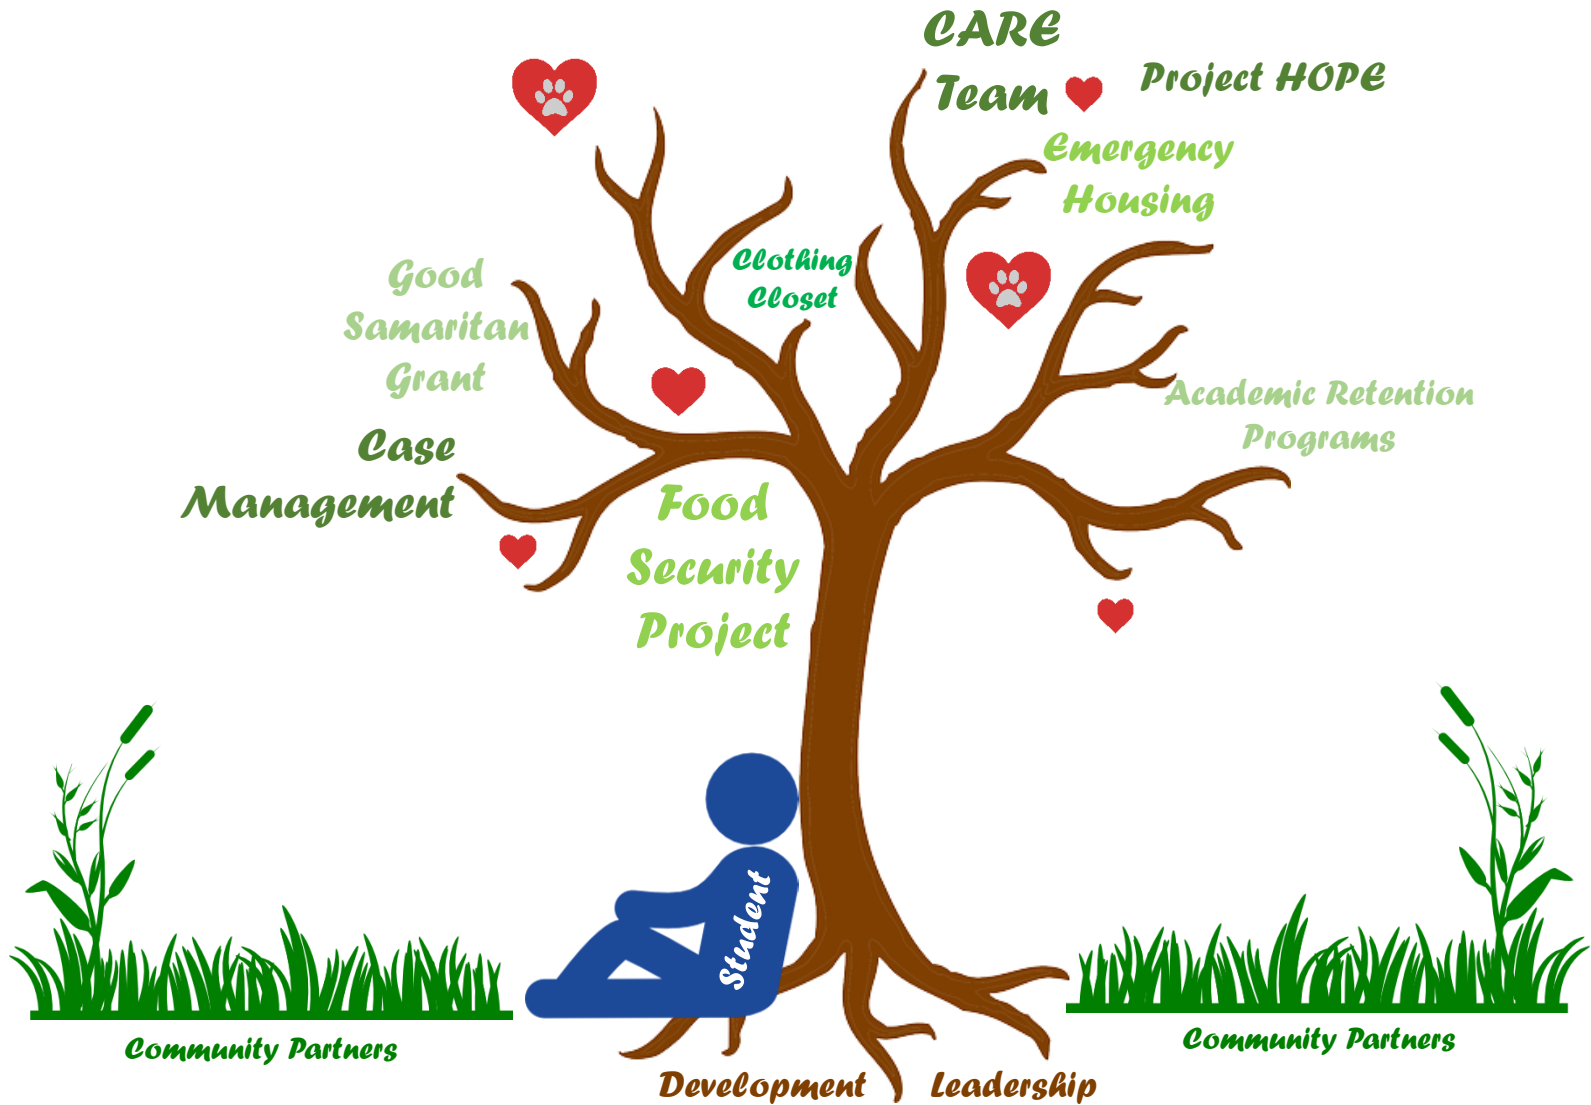 CARE
Team
Project HOPE
Emergency
Housing
Clothing
Closet
Good
Samaritan
Grant
Academic Retention
Programs
Case
Management
Food
Security
Project
Student
Community Partners
Community Partners
Development
Leadership